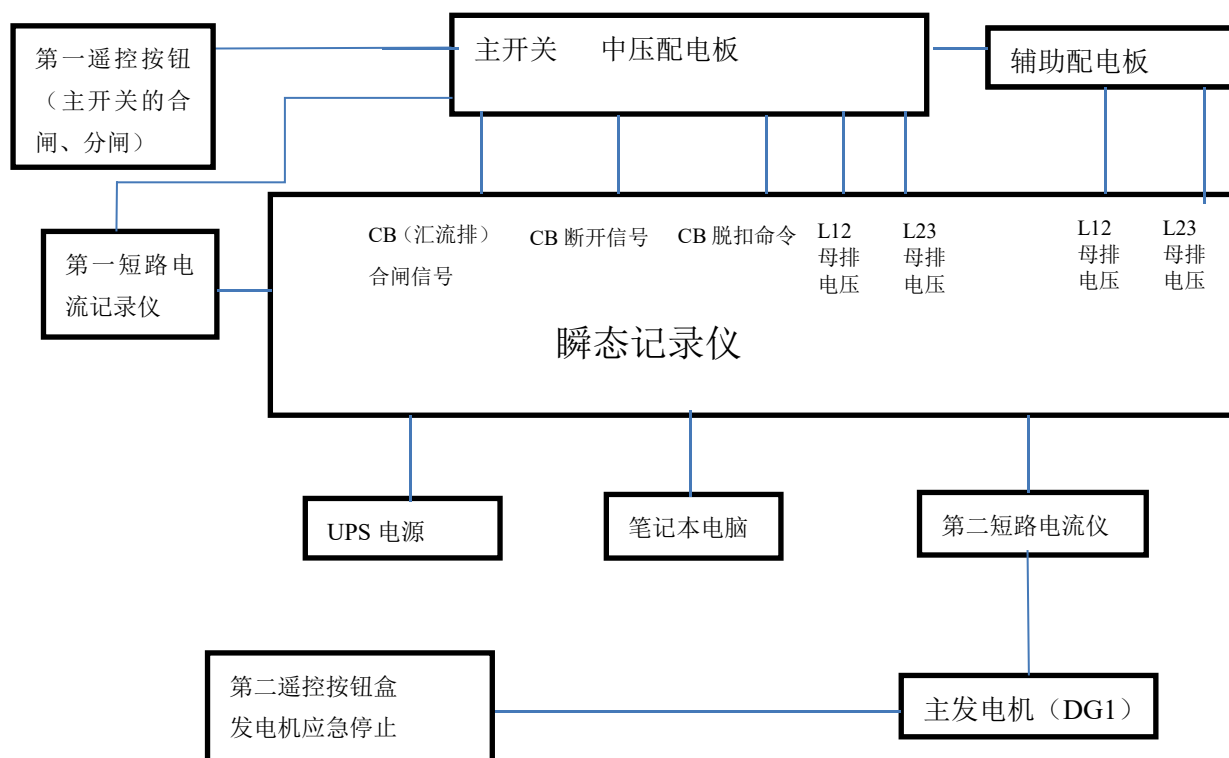 主开关 中压配电板
辅助配电板
第一遥控按钮
（主开关的合
闸、分闸）
CB（汇流排）
合闸信号
CB 断开信号
CB 脱扣命令
L12
母排
电压
L23
母排
电压
L12
母排
电压
L23
母排
电压
第一短路电
流记录仪
瞬态记录仪
UPS 电源
笔记本电脑
第二短路电流仪
第二遥控按钮盒
发电机应急停止
主发电机（DG1）